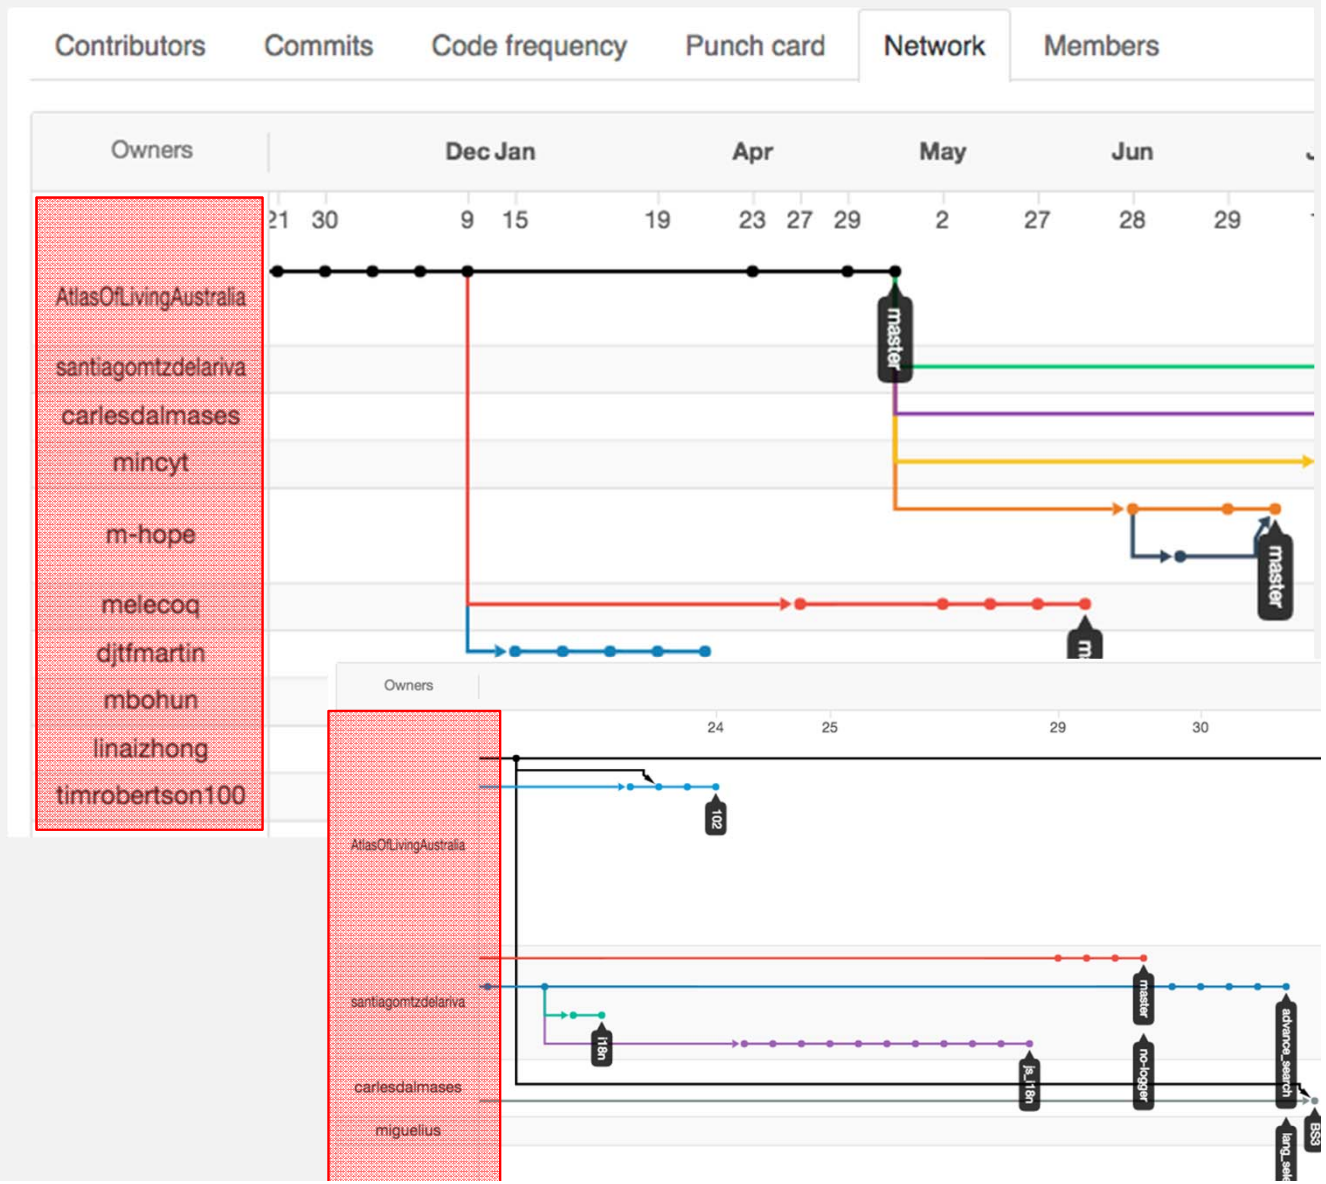 Contributors Commits Code frequency Punch card Network Members
Owners Dec Jan Apr May Jun
21 30 9 15 19 23 27 29 2 27 28 29
AtlasOfLivingAustralia
master
santiagomtzdelariva
carlesdalmases
mincyt
m-hope
master
melecoq
djtfmartin
mbohun
linaizhong
timrobertson100
Owners
24 25 29 30
102
AtlasOfLivingAustralia
santiagomtzdelariva
master
advance_search
i18n
js_i18n
no-logger
carlesdalmases
BS3
miguelius